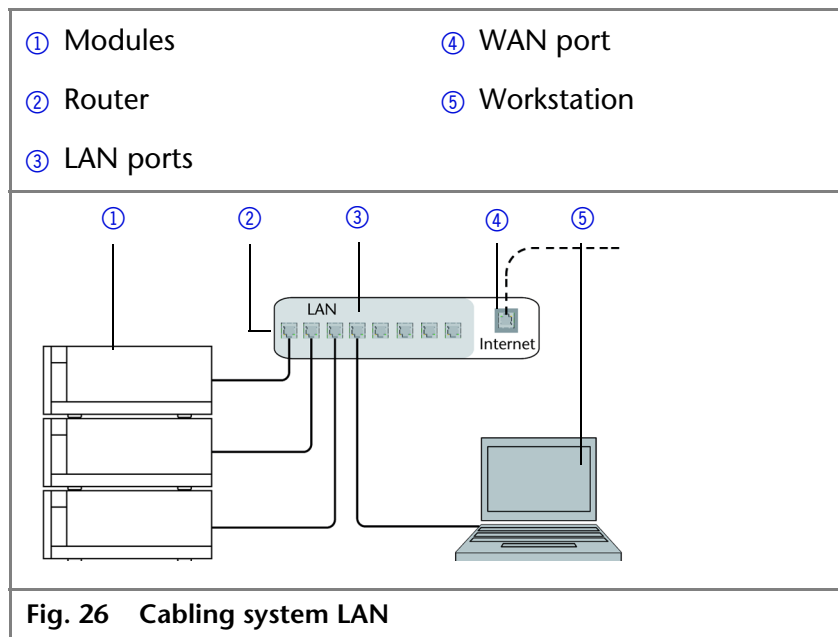 ① Modules
② Router
③ LAN ports
④ WAN port
⑤ Workstation
① ② ③ ④ ⑤
LAN
Internet
Fig. 26 Cabling system LAN